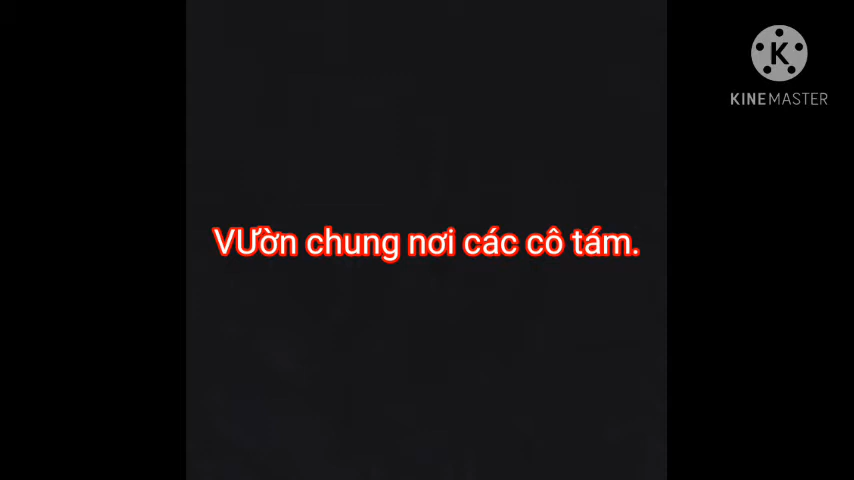 K
KINEMASTER
VƯờn chung nơi các cô tám.